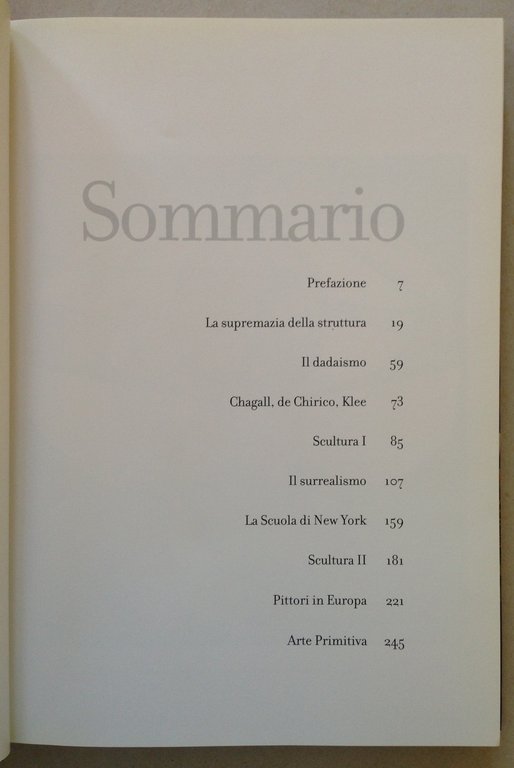 Sommario
Prefazione 7
La supremazia della struttura 19
Il dadaismo 59
Chagall, de Chirico, Klee 73
Scultura I 85
Il surrealismo 107
La Scuola di New York 159
Scultura II 181
Pittori in Europa 221
Arte Primitiva 245